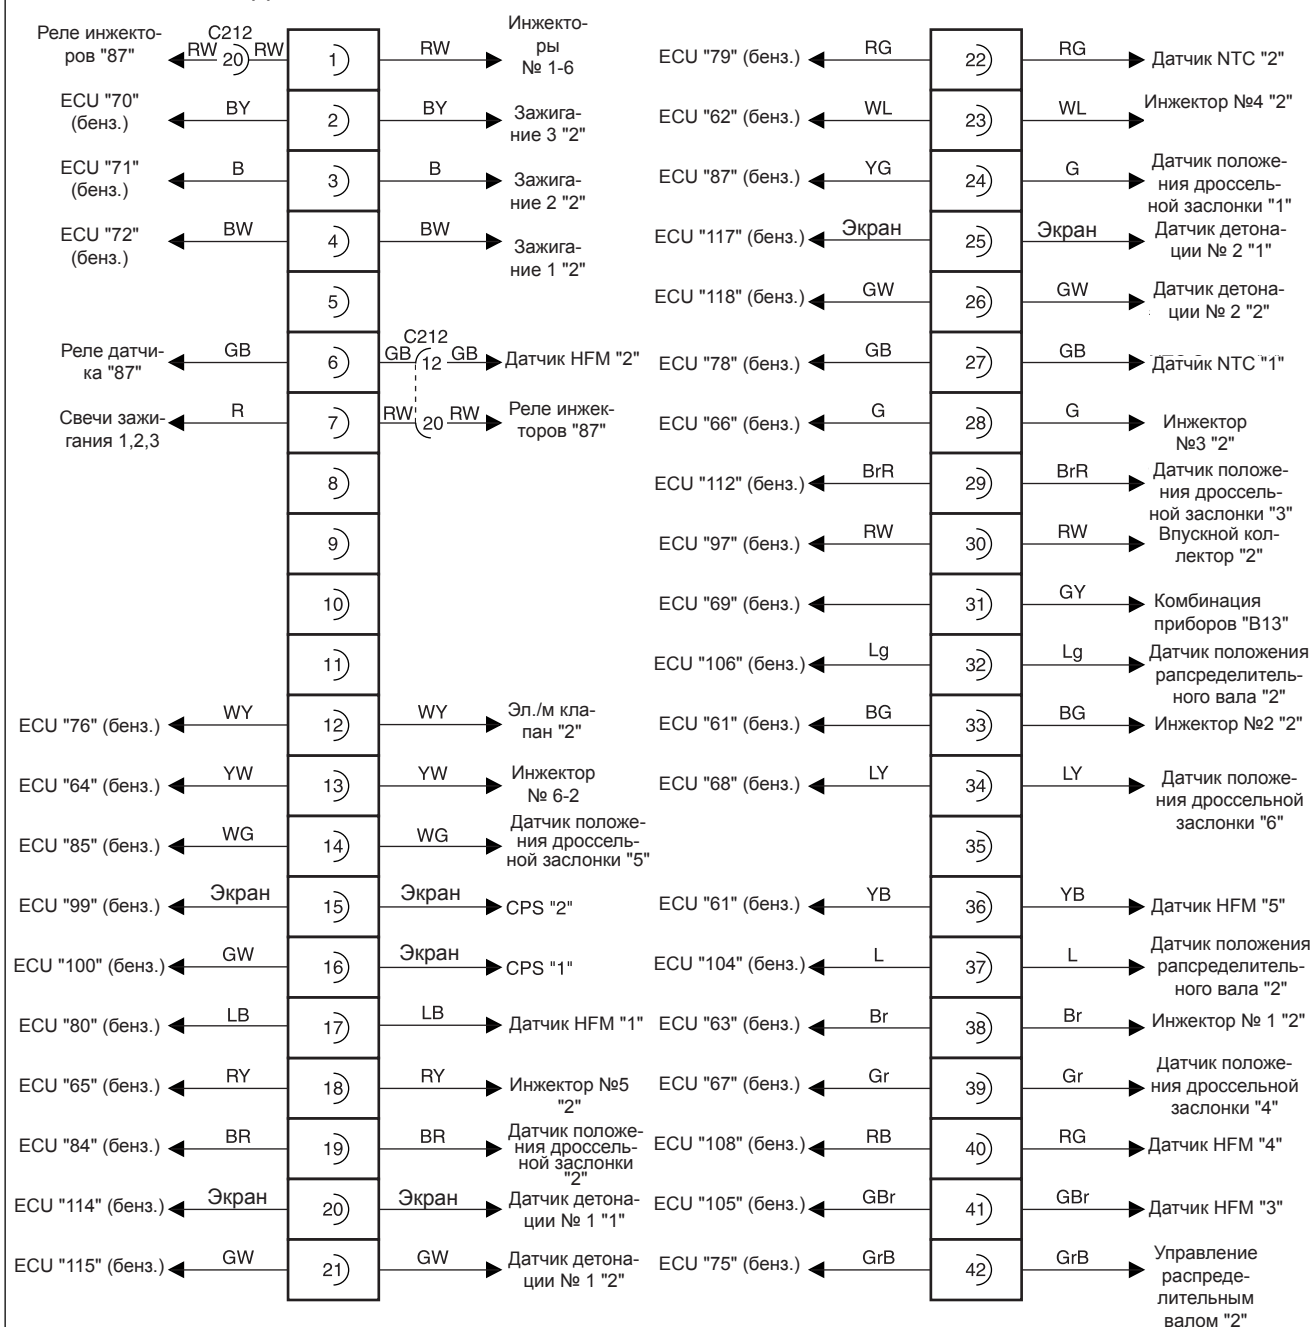 Реле инжекто-
ров "87"
C212
RW 20 RW
1
RW
Инжекто-
ры
№ 1-6
ECU "70"
(бенз.)
BY
2
BY
Зажига-
ние 3 "2"
ECU "71"
(бенз.)
B
3
B
Зажига-
ние 2 "2"
ECU "72"
(бенз.)
BW
4
BW
Зажига-
ние 1 "2"
5
Реле датчи-
ка "87"
GB
6
C212
GB 12 GB
Датчик HFM "2"
Свечи зажи-
гания 1,2,3
R
7
RW 20 RW
Реле инжек-
торов "87"
8
9
10
11
ECU "76" (бенз.)
WY
12
WY
Эл./м кла-
пан "2"
ECU "64" (бенз.)
YW
13
YW
Инжектор
№ 6-2
ECU "85" (бенз.)
WG
14
WG
Датчик положе-
ния дроссель-
ной заслонки "5"
ECU "99" (бенз.)
Экран
15
Экран
CPS "2"
ECU "100" (бенз.)
GW
16
Экран
CPS "1"
ECU "80" (бенз.)
LB
17
LB
Датчик HFM "1"
ECU "65" (бенз.)
RY
18
RY
Инжектор №5
"2"
ECU "84" (бенз.)
BR
19
BR
Датчик положе-
ния дроссель-
ной заслонки
"2"
ECU "114" (бенз.)
Экран
20
Экран
Датчик детона-
ции № 1 "1"
ECU "115" (бенз.)
GW
21
GW
Датчик детона-
ции № 1 "2"
ECU "79" (бенз.)
RG
22
RG
Датчик NTC "2"
ECU "62" (бенз.)
WL
23
WL
Инжектор №4 "2"
ECU "87" (бенз.)
YG
24
G
Датчик положе-
ния дроссель-
ной заслонки "1"
ECU "117" (бенз.)
Экран
25
Экран
Датчик детона-
ции № 2 "1"
ECU "118" (бенз.)
GW
26
GW
Датчик детона-
ции № 2 "2"
ECU "78" (бенз.)
GB
27
GB
Датчик NTC "1"
ECU "66" (бенз.)
G
28
G
Инжектор
№3 "2"
ECU "112" (бенз.)
BrR
29
BrR
Датчик положе-
ния дроссель-
ной заслонки "3"
ECU "97" (бенз.)
RW
30
RW
Впускной кол-
лектор "2"
ECU "69" (бенз.)
31
GY
Комбинация
приборов "B13"
ECU "106" (бенз.)
Lg
32
Lg
Датчик положения
рапсределитель-
ного вала "2"
ECU "61" (бенз.)
BG
33
BG
Инжектор №2 "2"
ECU "68" (бенз.)
LY
34
LY
Датчик положе-
ния дроссельной
заслонки "6"
35
ECU "61" (бенз.)
YB
36
YB
Датчик HFM "5"
ECU "104" (бенз.)
L
37
L
Датчик положения
рапсределитель-
ного вала "2"
ECU "63" (бенз.)
Br
38
Br
Инжектор № 1 "2"
ECU "67" (бенз.)
Gr
39
Gr
Датчик положе-
ния дроссельной
заслонки "4"
ECU "108" (бенз.)
RB
40
RG
Датчик HFM "4"
ECU "105" (бенз.)
GBr
41
GBr
Датчик HFM "3"
ECU "75" (бенз.)
GrB
42
GrB
Управление
распреде-
лительным
валом "2"